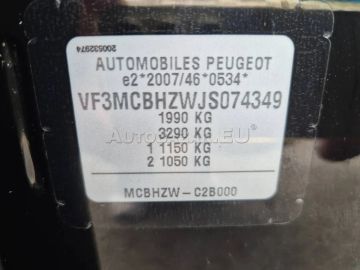 200532974
AUTOMOBILES PEUGEOT
e2*2007/46*0534*
VF3MCBHZWJS074349
1990 KG
3290 KG
1 1150 KG
2 1050 KG
MCBHZW-C2B000